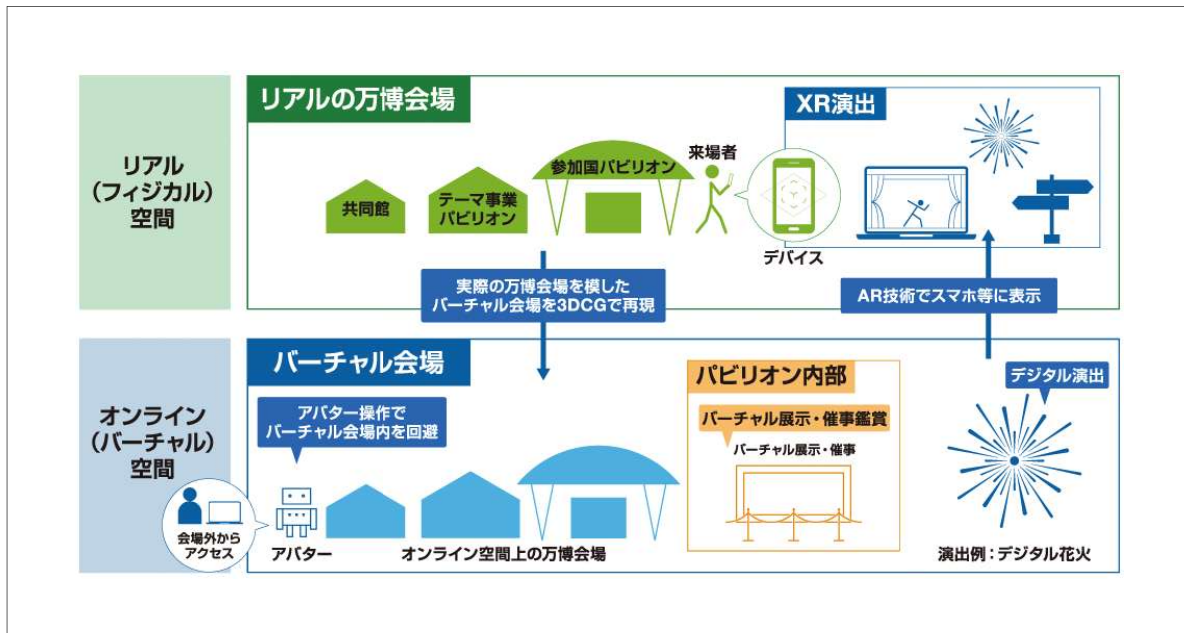 リアル
（フィジカル）
空間
リアルの万博会場
共同館
テーマ事業
パビリオン
参加国パビリオン
来場者
デバイス
XR演出
実際の万博会場を模した
バーチャル会場を3DCGで再現
AR技術でスマホ等に表示
オンライン
（バーチャル）
空間
バーチャル会場
アバター操作で
バーチャル会場内を回避
会場外から
アクセス
アバター
オンライン空間上の万博会場
パビリオン内部
バーチャル展示・催事鑑賞
バーチャル展示・催事
デジタル演出
演出例：デジタル花火